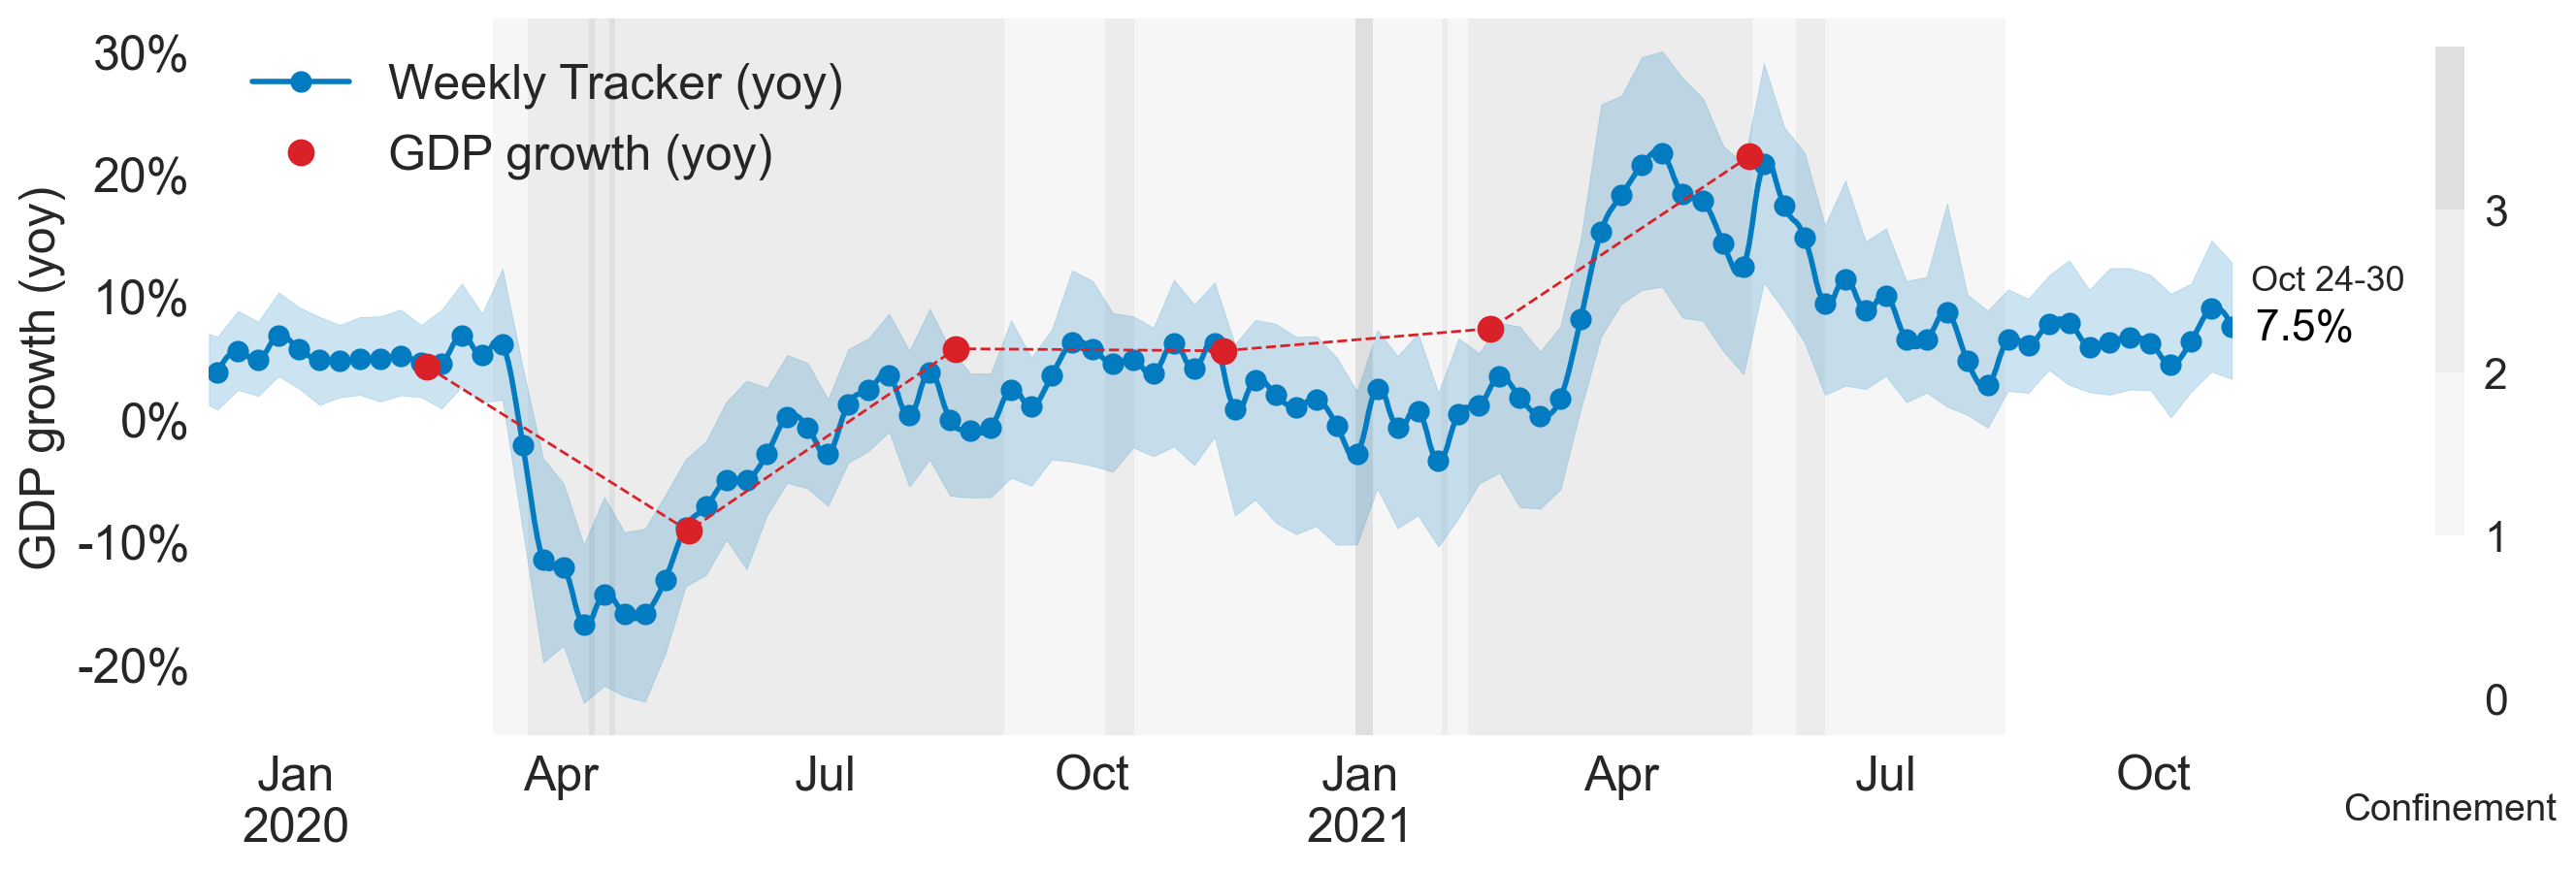 GDP growth (yoy)
30%
20%
10%
0%
-10%
-20%
Weekly Tracker (yoy)
GDP growth (yoy)
Oct 24-30
7.5%
3
2
1
0
Confinement
Jan
2020
Apr
Jul
Oct
Jan
2021
Apr
Jul
Oct